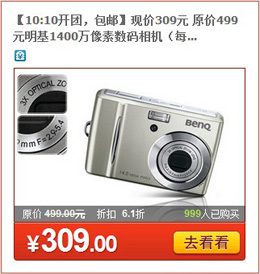 【10:10开团，包邮】现价309元 原价499
元明基1400万像素数码相机（每...
3X OPTICAL ZO
BenQ
mm F=2.9-5.4
原价 499.00元 折扣 6.1折 999人已购买
¥309.00 去看看